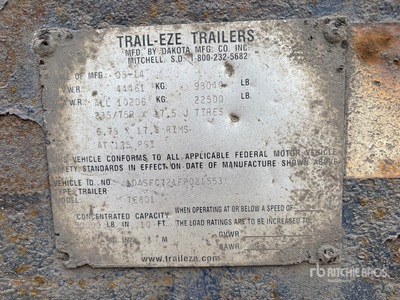 TRAIL-EZE TRAILERS
MFD. BY DAKOTA MFG. CO. INC.
MITCHELL, S.D. 1-800-232-5682
OF MFG. 09-14
V.W.R. 44461 KG. 98040 LB.
W.R. ALL 10206 KG. 22500 LB.
235/75R X 17.5 J TIRES
6.75 X 17.5 RIMS
AT 125 PSI
THIS VEHICLE CONFORMS TO ALL APPLICABLE FEDERAL MOTOR VEHICLE
SAFETY STANDARDS IN EFFECT ON DATE OF MANUFACTURE SHOWN ABOVE
VEHICLE ID. NO.
TYPE: TRAILER
MODEL TE801
CONCENTRATED CAPACITY WHEN OPERATING AT OR BELOW A SPEED OF
LB IN 10 FT. THE LOAD RATINGS ARE TO BE INCREASED TO:
GVWR
GAWR
www.traileze.com
rb RITCHIE BROS.